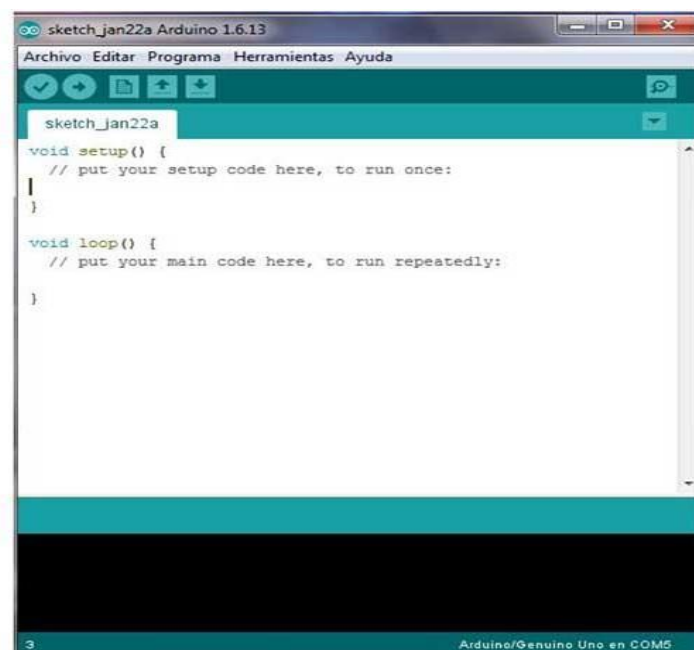 sketch_jan22a Arduino 1.6.13
Archivo Editar Programa Herramientas Ayuda
sketch_jan22a
void setup() {
  // put your setup code here, to run once:

}

void loop() {
  // put your main code here, to run repeatedly:

}
3 Arduino/Genuino Uno en COM5